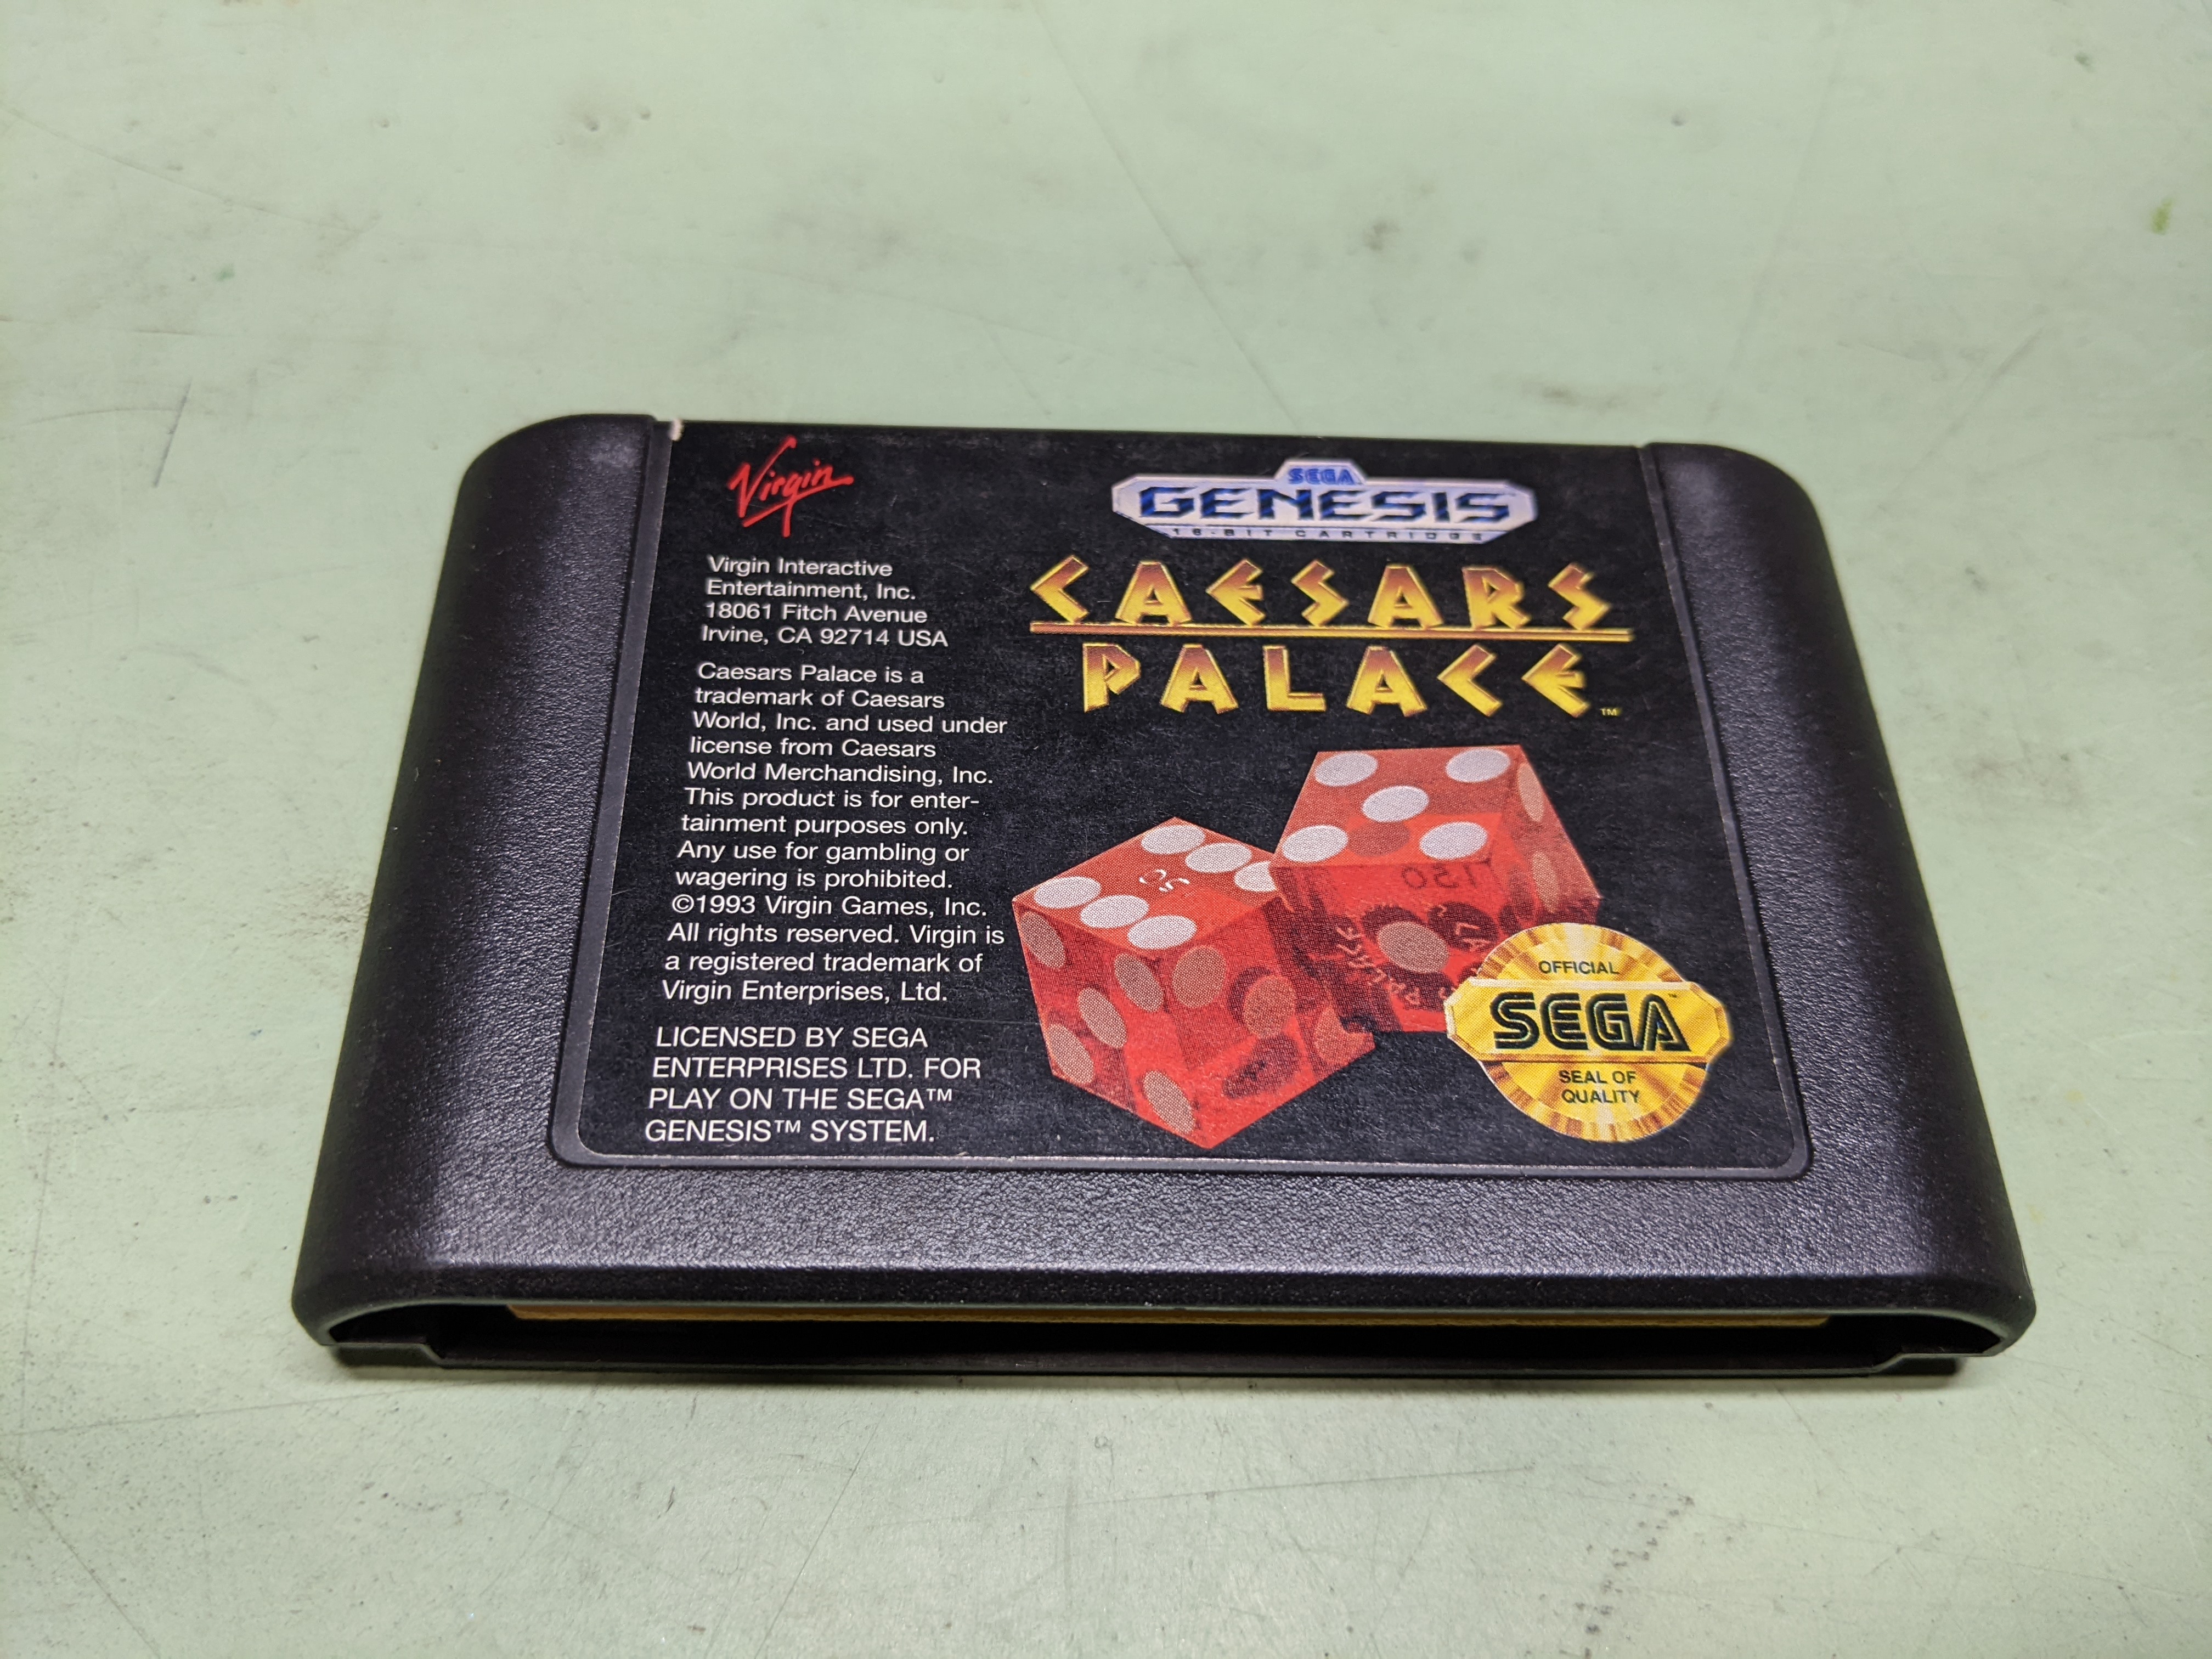 Virgin
Virgin Interactive
Entertainment, Inc.
18061 Fitch Avenue
Irvine, CA 92714 USA
Caesars Palace is a
trademark of Caesars
World, Inc. and used under
license from Caesars
World Merchandising, Inc.
This product is for enter-
tainment purposes only.
Any use for gambling or
wagering is prohibited.
©1993 Virgin Games, Inc.
All rights reserved. Virgin is
a registered trademark of
Virgin Enterprises, Ltd.
LICENSED BY SEGA
ENTERPRISES LTD. FOR
PLAY ON THE SEGA™
GENESIS™ SYSTEM.
SEGA
GENESIS
16-BIT CARTRIDGE
CAESARS
PALACE™
OFFICIAL
SEGA™
SEAL OF
QUALITY